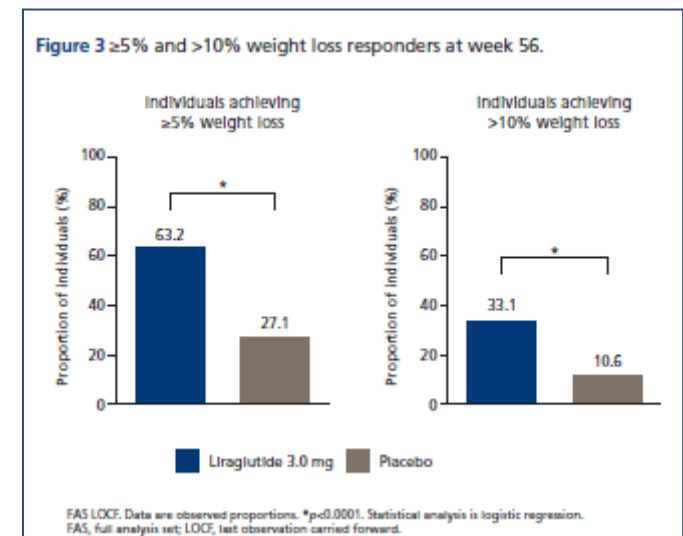 Figure 3 ≥5% and >10% weight loss responders at week 56.
Individuals achieving
≥5% weight loss
Proportion of individuals (%)
100
80
60
40
20
0
*
63.2
27.1
Individuals achieving
>10% weight loss
Proportion of individuals (%)
100
80
60
40
20
0
*
33.1
10.6
Liraglutide 3.0 mg
Placebo
FAS LOCF. Data are observed proportions. *p<0.0001. Statistical analysis is logistic regression.
FAS, full analysis set; LOCF, last observation carried forward.